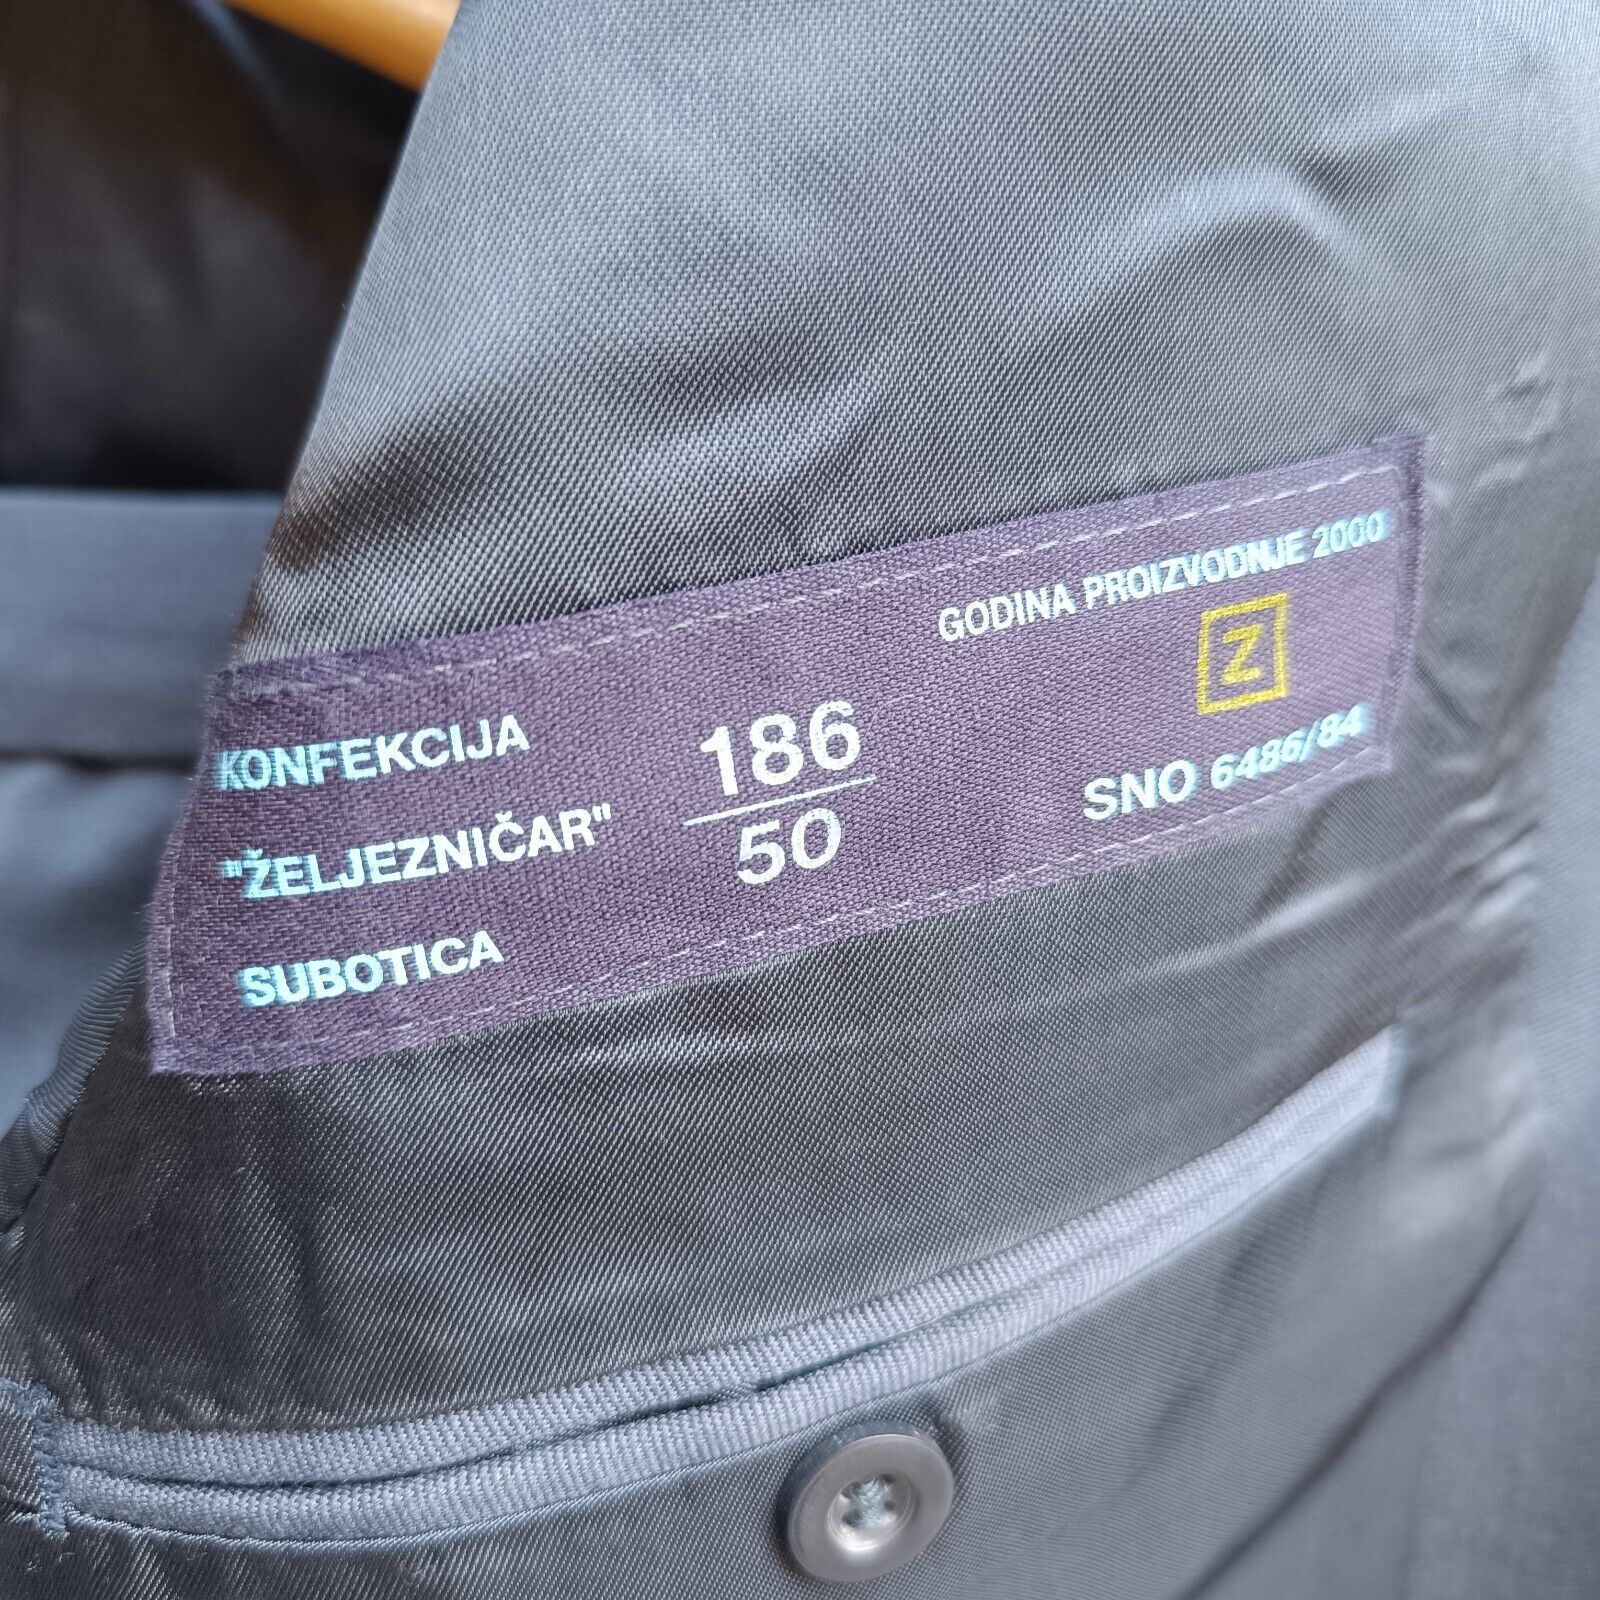 GODINA PROIZVODNJE 2000
Z
KONFEKCIJA
"ŽELJEZNIČAR"
SUBOTICA
186
50
SNO 6486/84